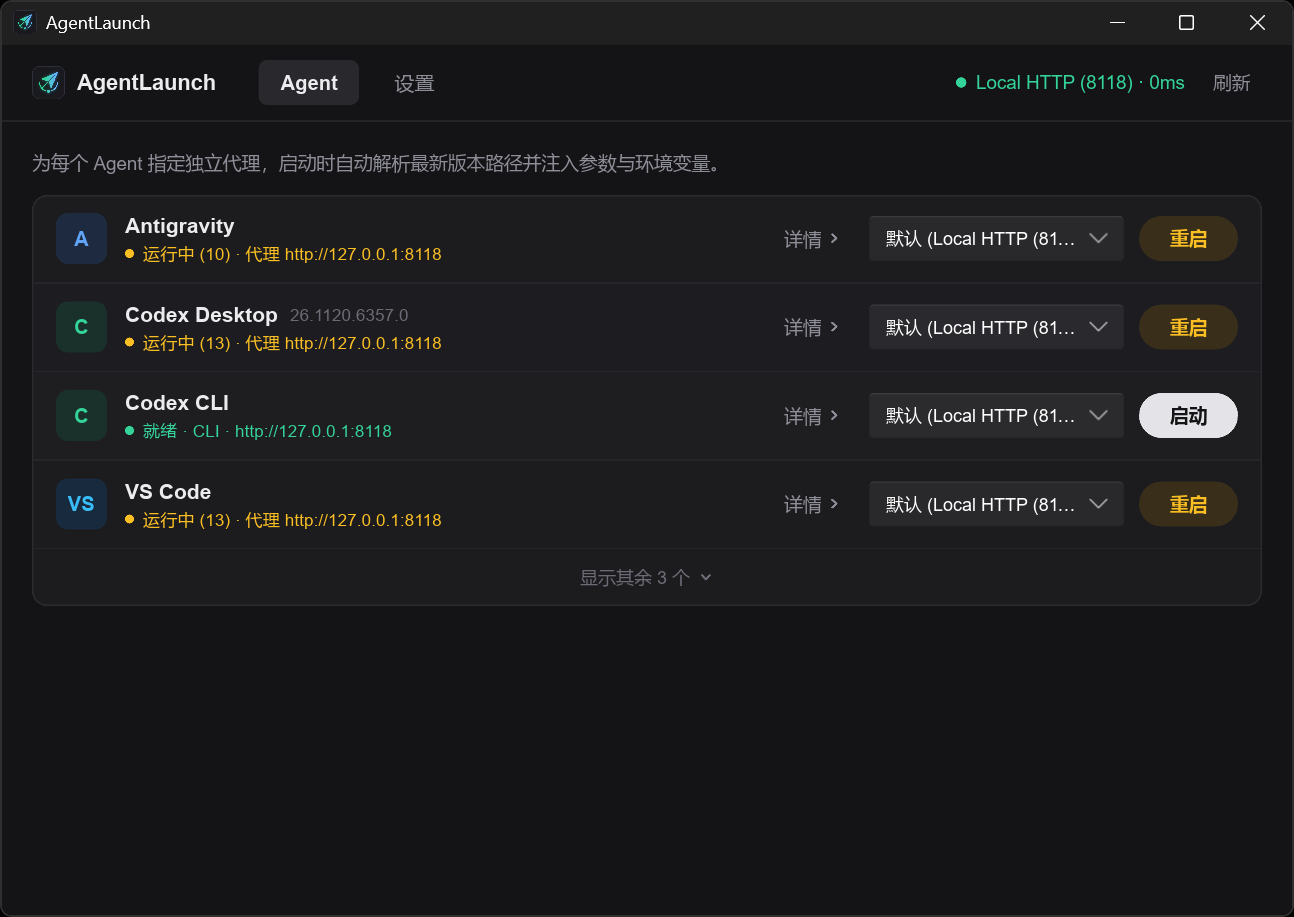 AgentLaunch
AgentLaunch Agent 设置 Local HTTP (8118) · 0ms 刷新
为每个 Agent 指定独立代理，启动时自动解析最新版本路径并注入参数与环境变量。
A Antigravity 详情 默认 (Local HTTP (81... 重启
运行中 (10) · 代理 http://127.0.0.1:8118
C Codex Desktop 26.1120.6357.0 详情 默认 (Local HTTP (81... 重启
运行中 (13) · 代理 http://127.0.0.1:8118
C Codex CLI 详情 默认 (Local HTTP (81... 启动
就绪 · CLI · http://127.0.0.1:8118
VS VS Code 详情 默认 (Local HTTP (81... 重启
运行中 (13) · 代理 http://127.0.0.1:8118
显示其余 3 个